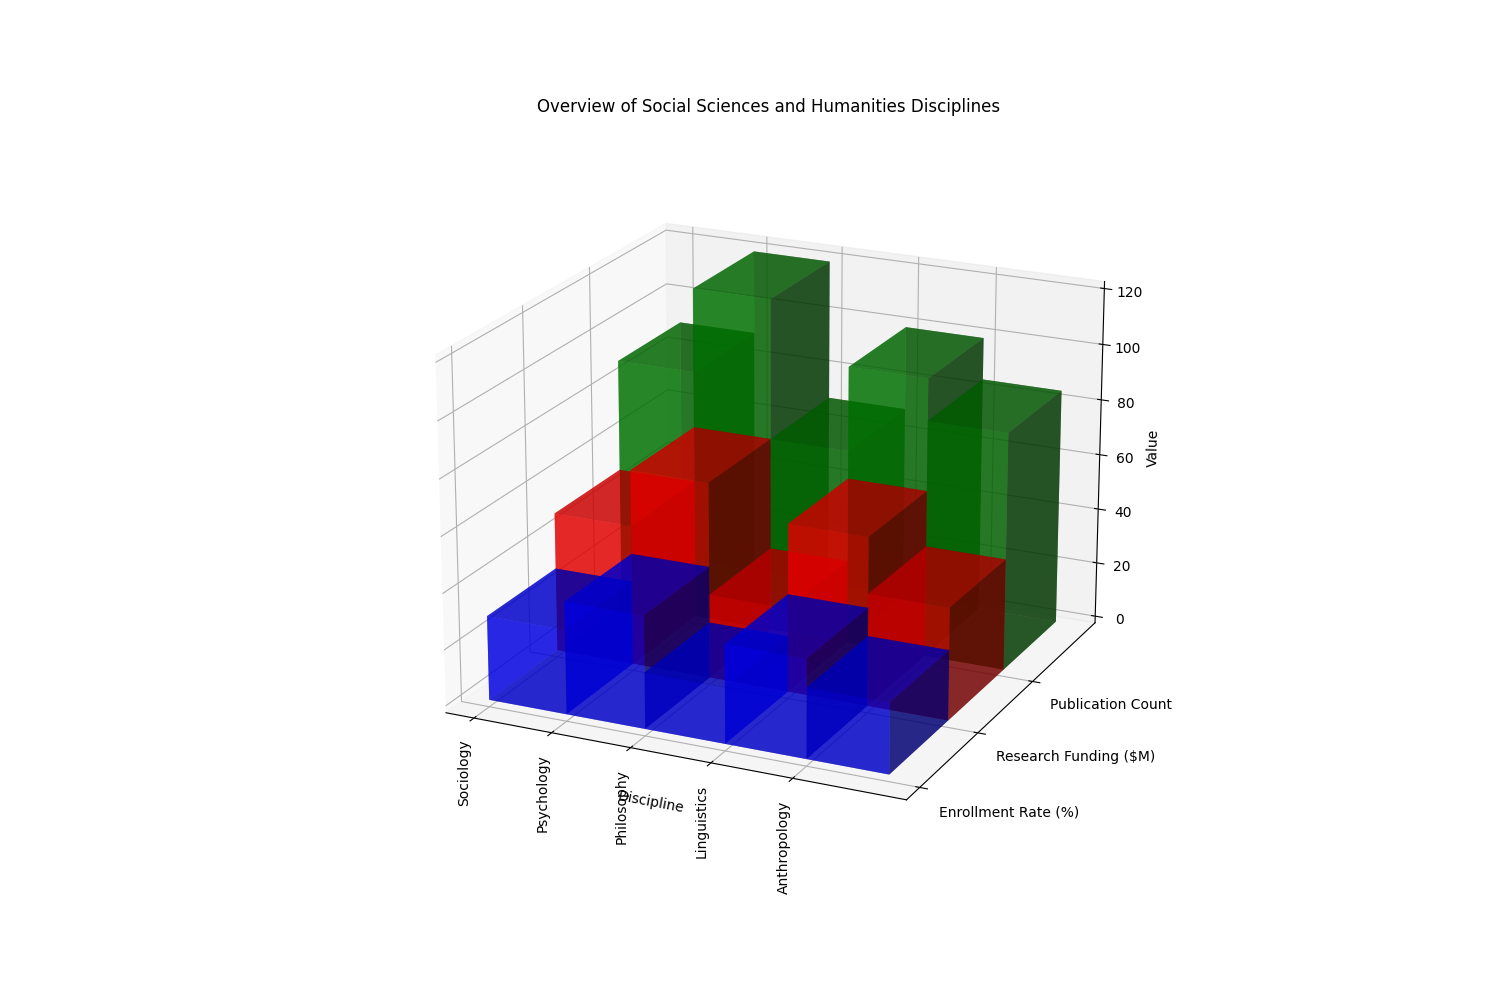 Overview of Social Sciences and Humanities Disciplines
120
100
80
60
40
20
0
Value
Publication Count
Research Funding ($M)
Enrollment Rate (%)
Sociology
Psychology
Philosophy
Linguistics
Anthropology
Discipline